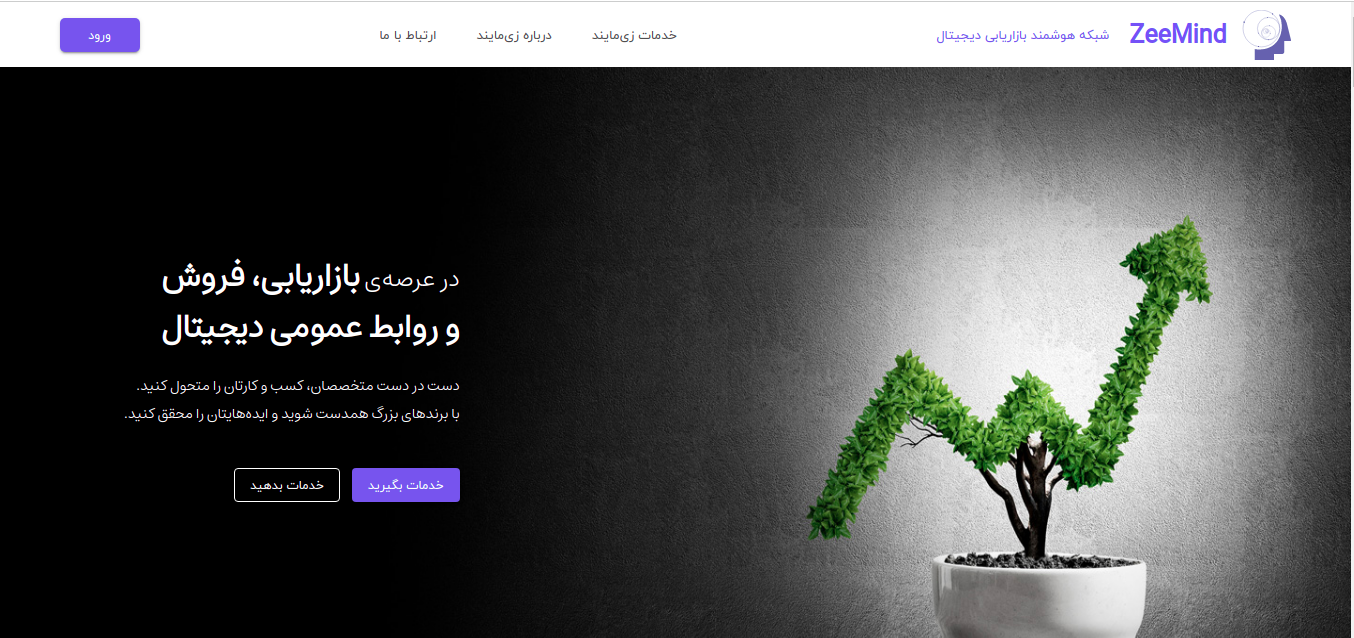 ZeeMind
شبکه هوشمند بازاریابی دیجیتال
خدمات زی‌مایند
درباره زی‌مایند
ارتباط با ما
ورود
در عرصه‌ی بازاریابی، فروش
و روابط عمومی دیجیتال
دست در دست متخصصان، کسب و کارتان را متحول کنید.
با برندهای بزرگ همدست شوید و ایده‌هایتان را محقق کنید.
خدمات بگیرید
خدمات بدهید